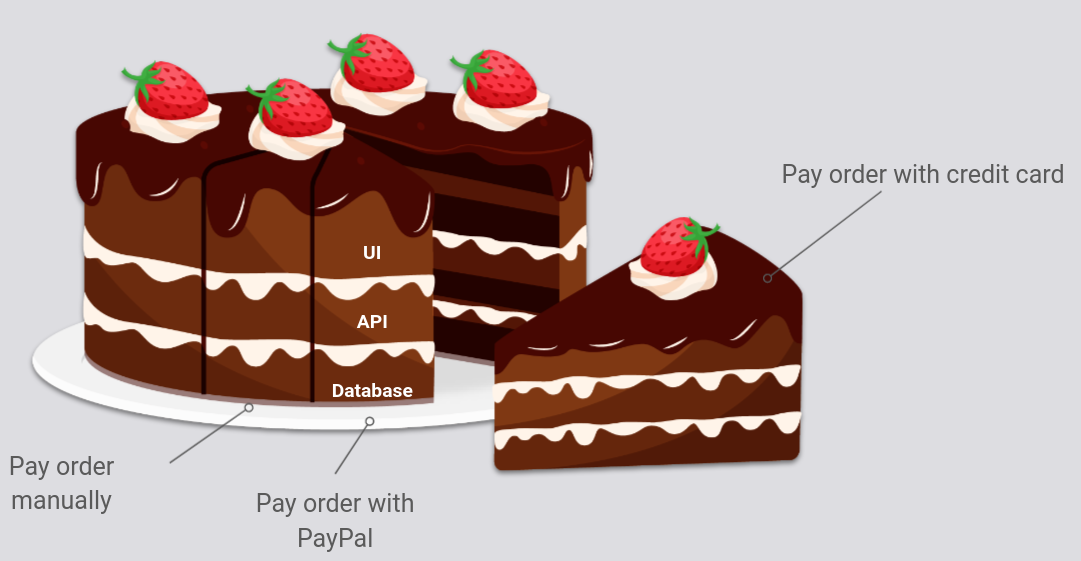 Pay order with credit card
UI
API
Database
Pay order
manually
Pay order with
PayPal